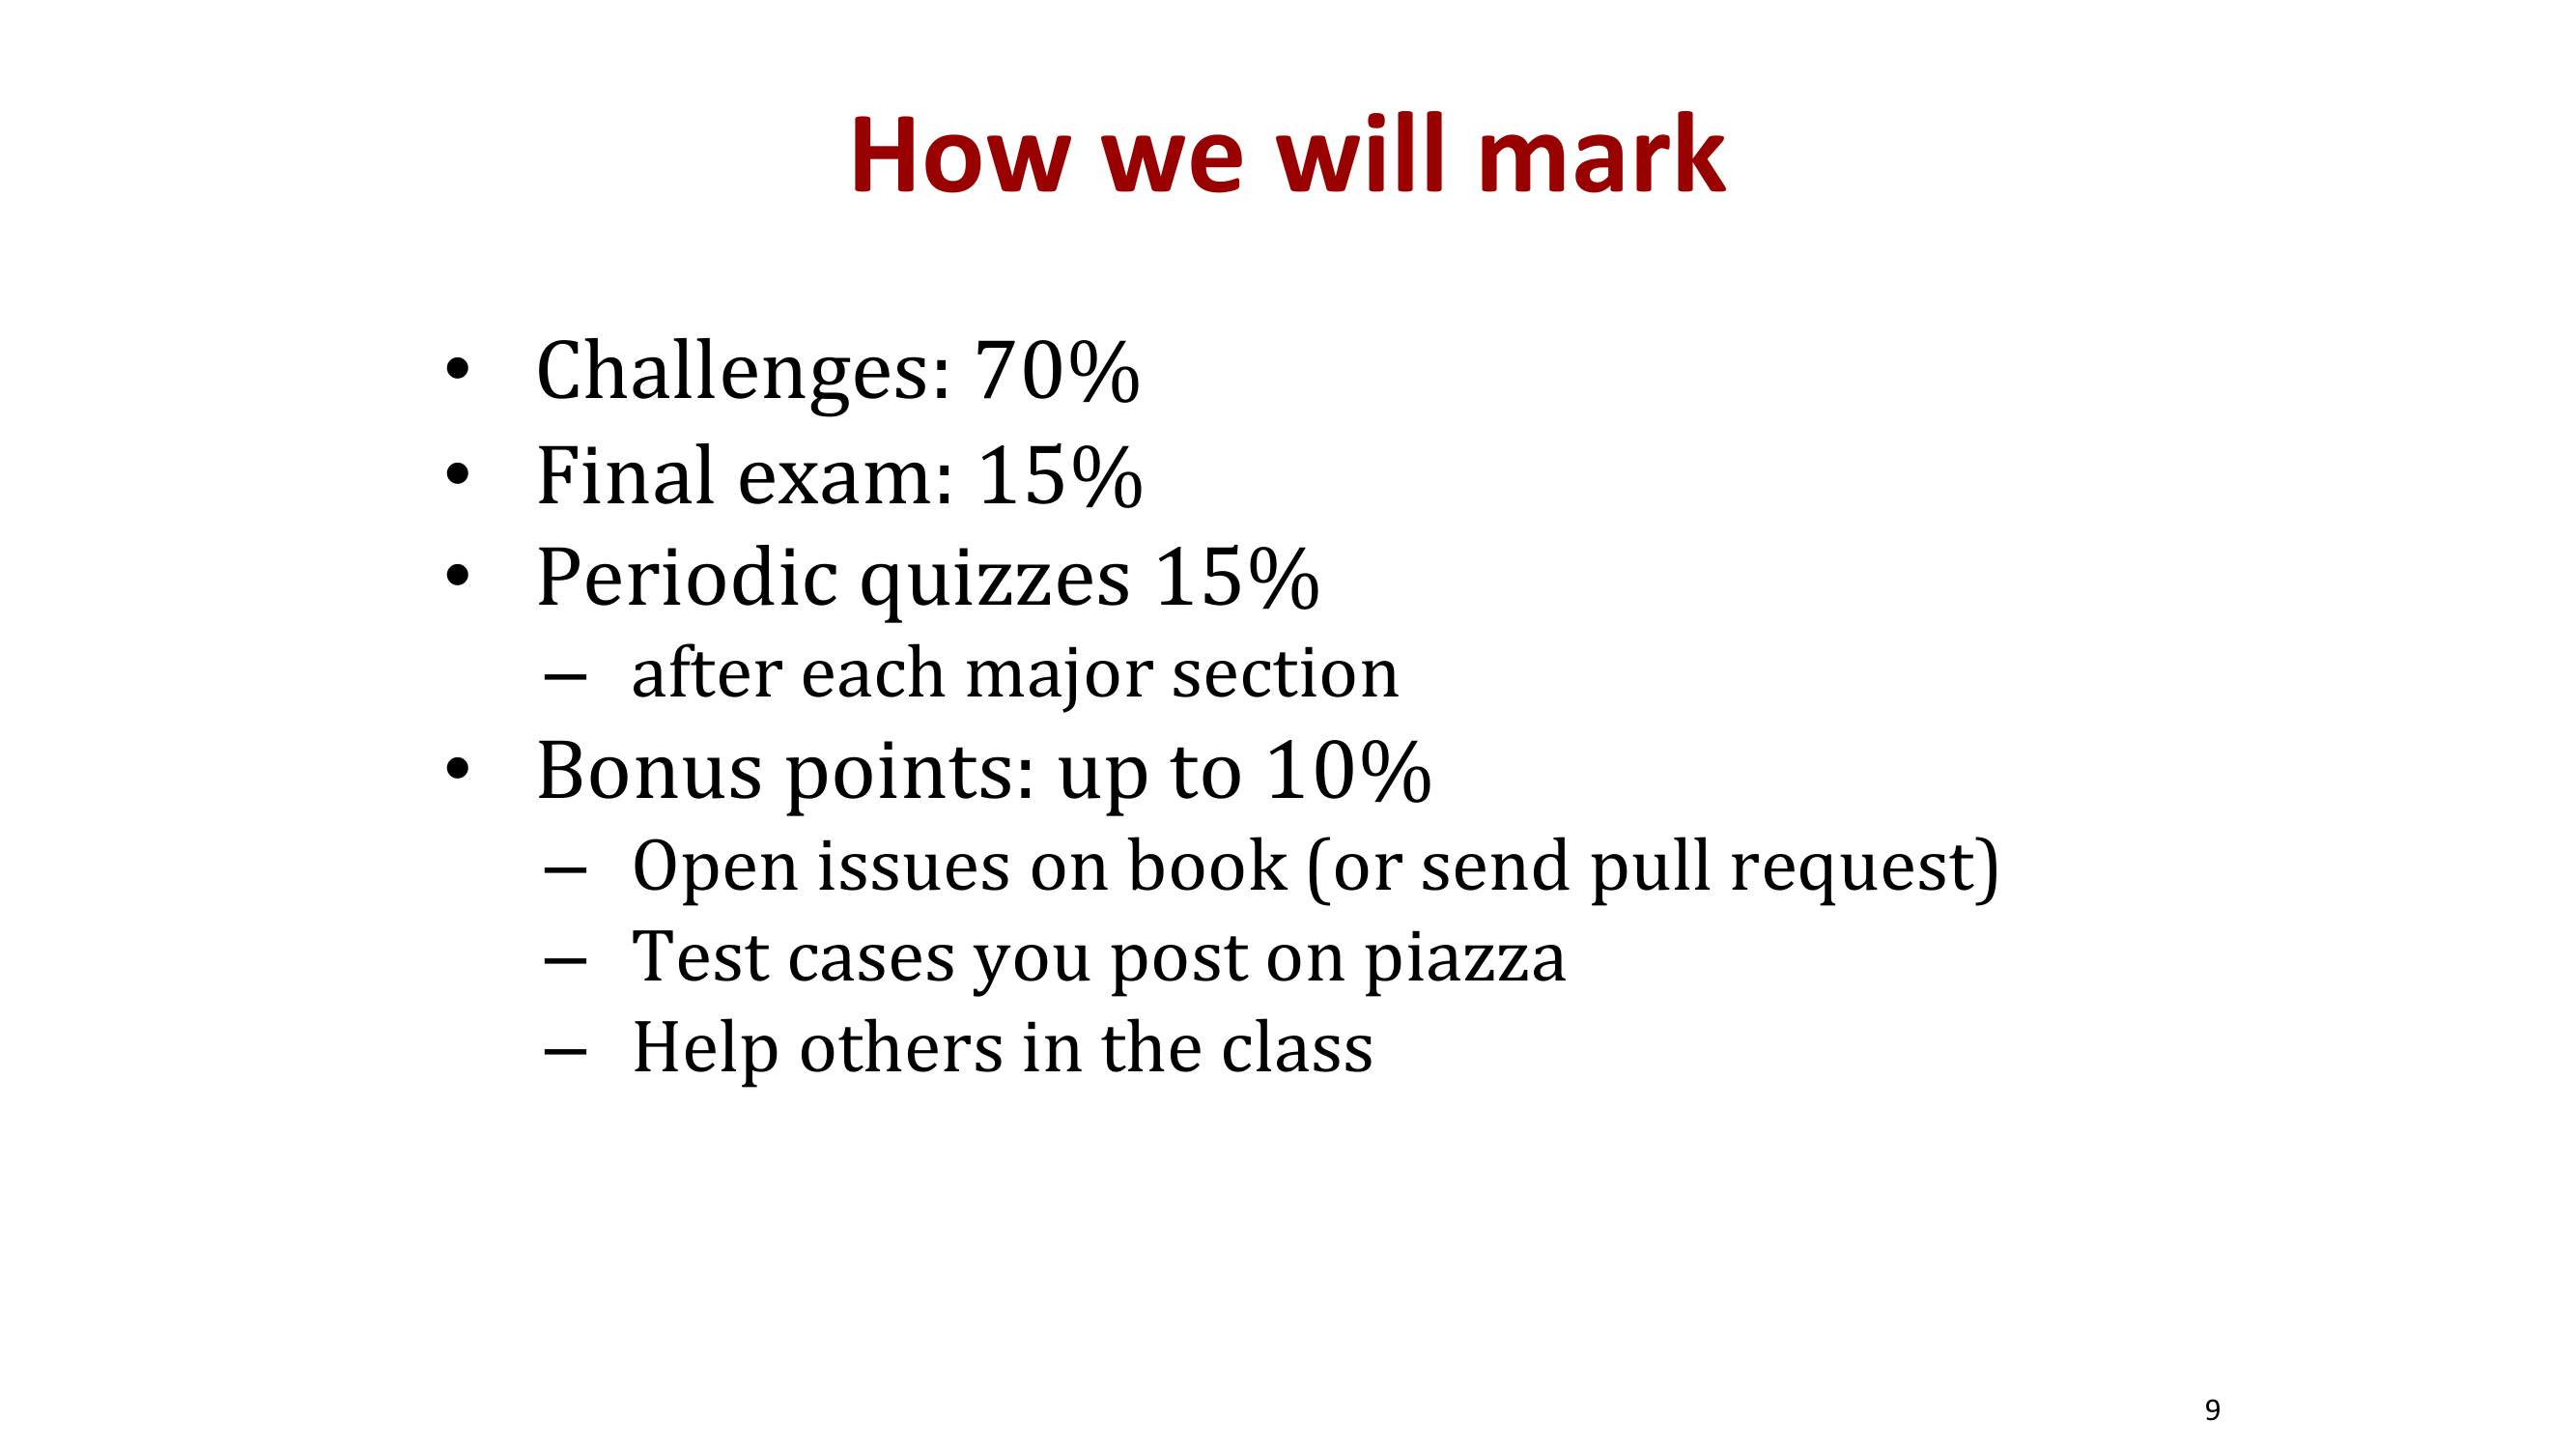 How we will mark
• Challenges: 70%
• Final exam: 15%
• Periodic quizzes 15%
– after each major section
• Bonus points: up to 10%
– Open issues on book (or send pull request)
– Test cases you post on piazza
– Help others in the class
9